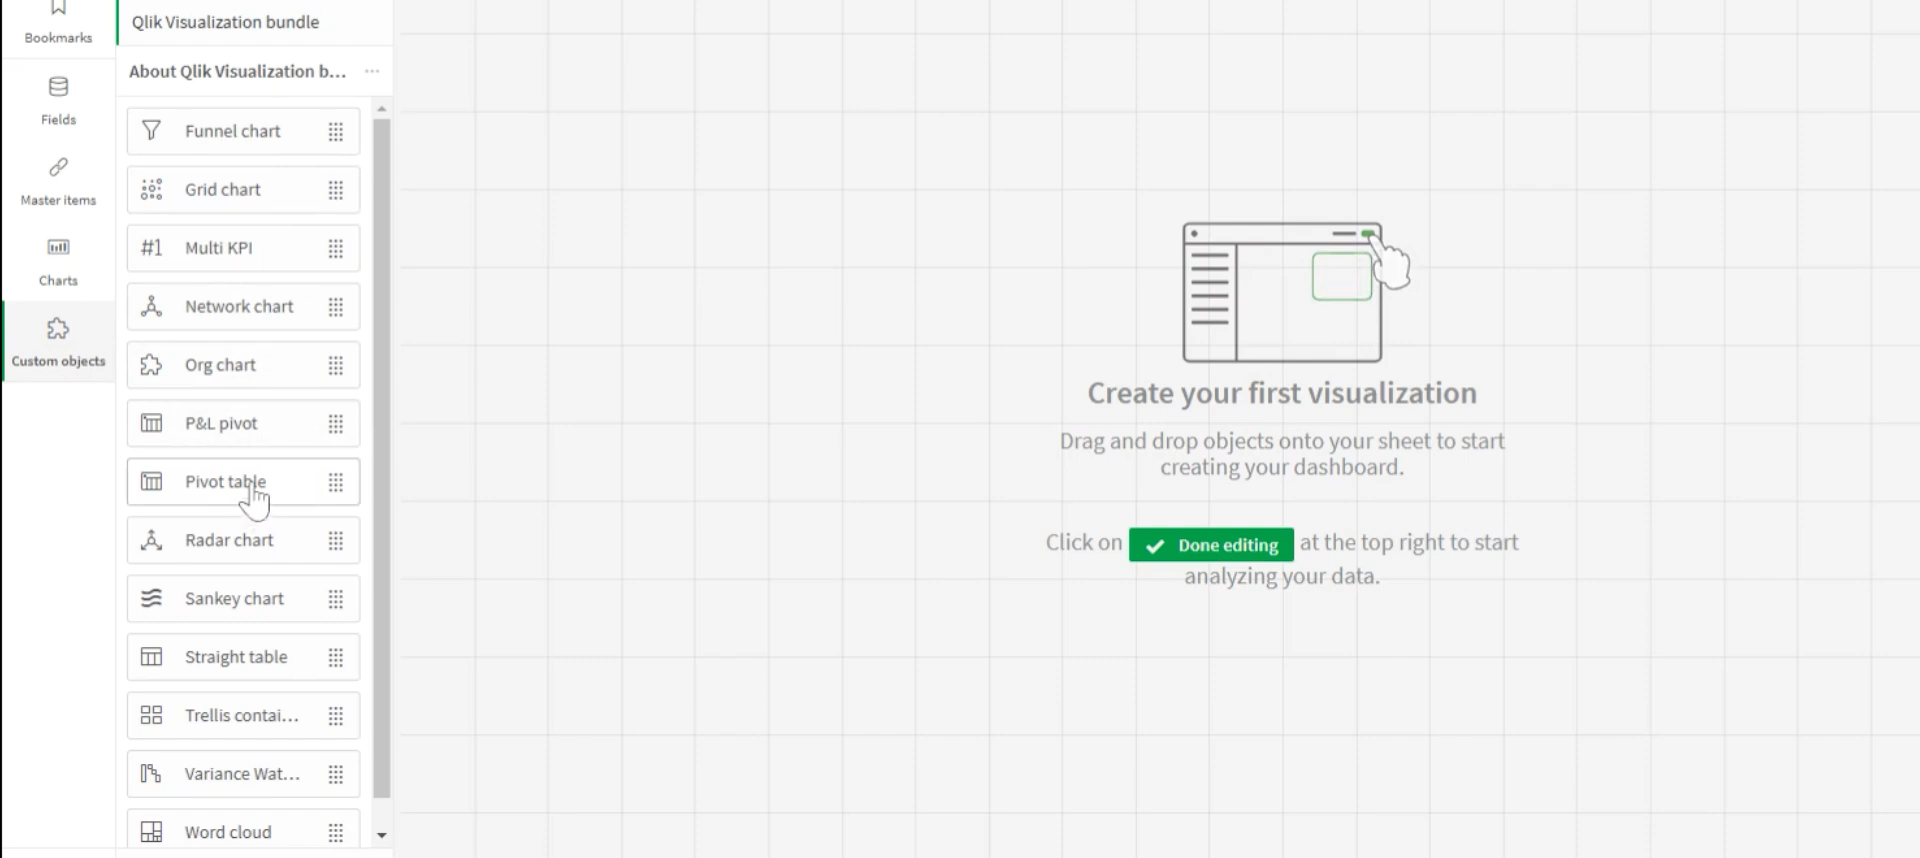 Bookmarks
Fields
Master items
Charts
Custom objects
Qlik Visualization bundle
About Qlik Visualization b...
Funnel chart
Grid chart
#1 Multi KPI
Network chart
Org chart
P&L pivot
Pivot table
Radar chart
Sankey chart
Straight table
Trellis contai...
Variance Wat...
Word cloud
Create your first visualization
Drag and drop objects onto your sheet to start
creating your dashboard.
Click on Done editing at the top right to start
analyzing your data.